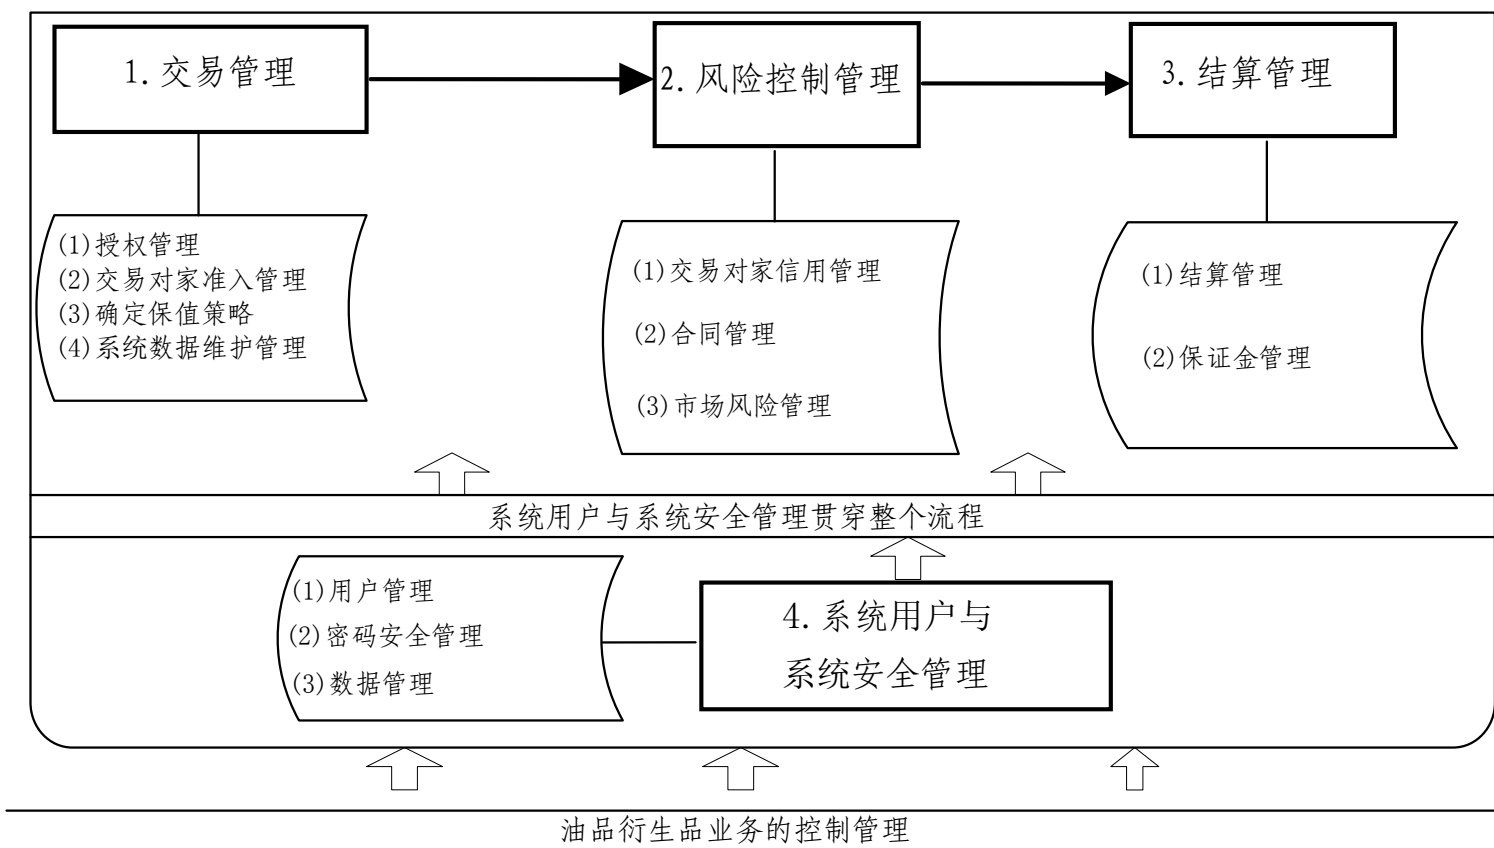 1.交易管理
2.风险控制管理
3.结算管理
(1)授权管理
(2)交易对家准入管理
(3)确定保值策略
(4)系统数据维护管理
(1)交易对家信用管理
(2)合同管理
(3)市场风险管理
(1)结算管理
(2)保证金管理
系统用户与系统安全管理贯穿整个流程
(1)用户管理
(2)密码安全管理
(3)数据管理
4.系统用户与
系统安全管理
油品衍生品业务的控制管理